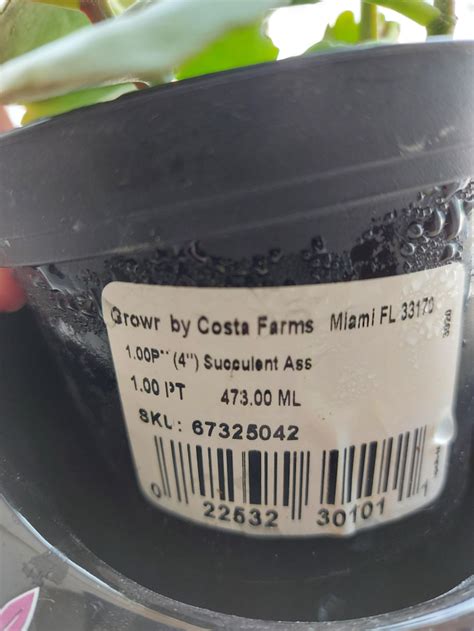 Growr by Costa Farms Miami FL 33170
1.00P (4") Succulent Ass
1.00 PT 473.00 ML
SKU: 67325042
0 22532 30101 1